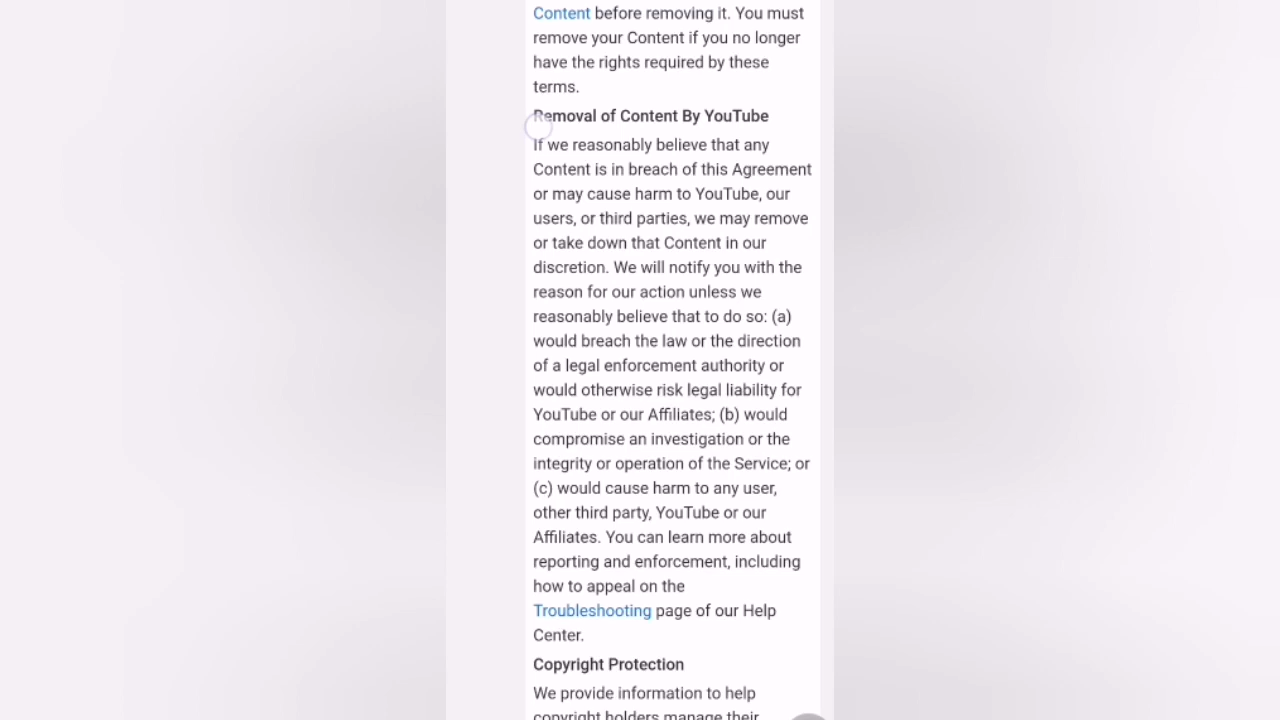 Content before removing it. You must
remove your Content if you no longer
have the rights required by these
terms.
Removal of Content By YouTube
If we reasonably believe that any
Content is in breach of this Agreement
or may cause harm to YouTube, our
users, or third parties, we may remove
or take down that Content in our
discretion. We will notify you with the
reason for our action unless we
reasonably believe that to do so: (a)
would breach the law or the direction
of a legal enforcement authority or
would otherwise risk legal liability for
YouTube or our Affiliates; (b) would
compromise an investigation or the
integrity or operation of the Service; or
(c) would cause harm to any user,
other third party, YouTube or our
Affiliates. You can learn more about
reporting and enforcement, including
how to appeal on the
Troubleshooting page of our Help
Center.
Copyright Protection
We provide information to help
copyright holders manage their